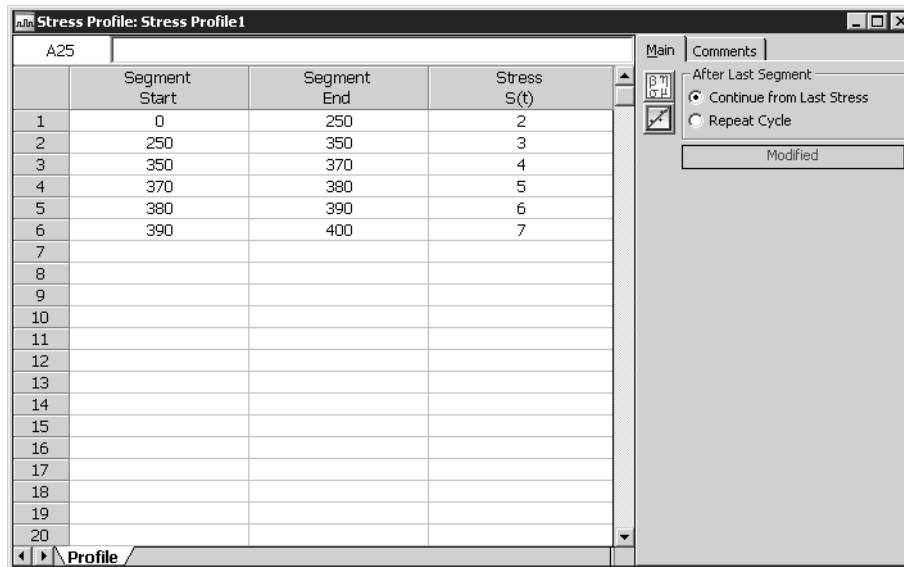 Stress Profile: Stress Profile1
A25
Main Comments
Segment Start Segment End Stress S(t)
After Last Segment
Continue from Last Stress
Repeat Cycle
Modified
1 0 250 2
2 250 350 3
3 350 370 4
4 370 380 5
5 380 390 6
6 390 400 7
7
8
9
10
11
12
13
14
15
16
17
18
19
20
Profile
βη
σμ